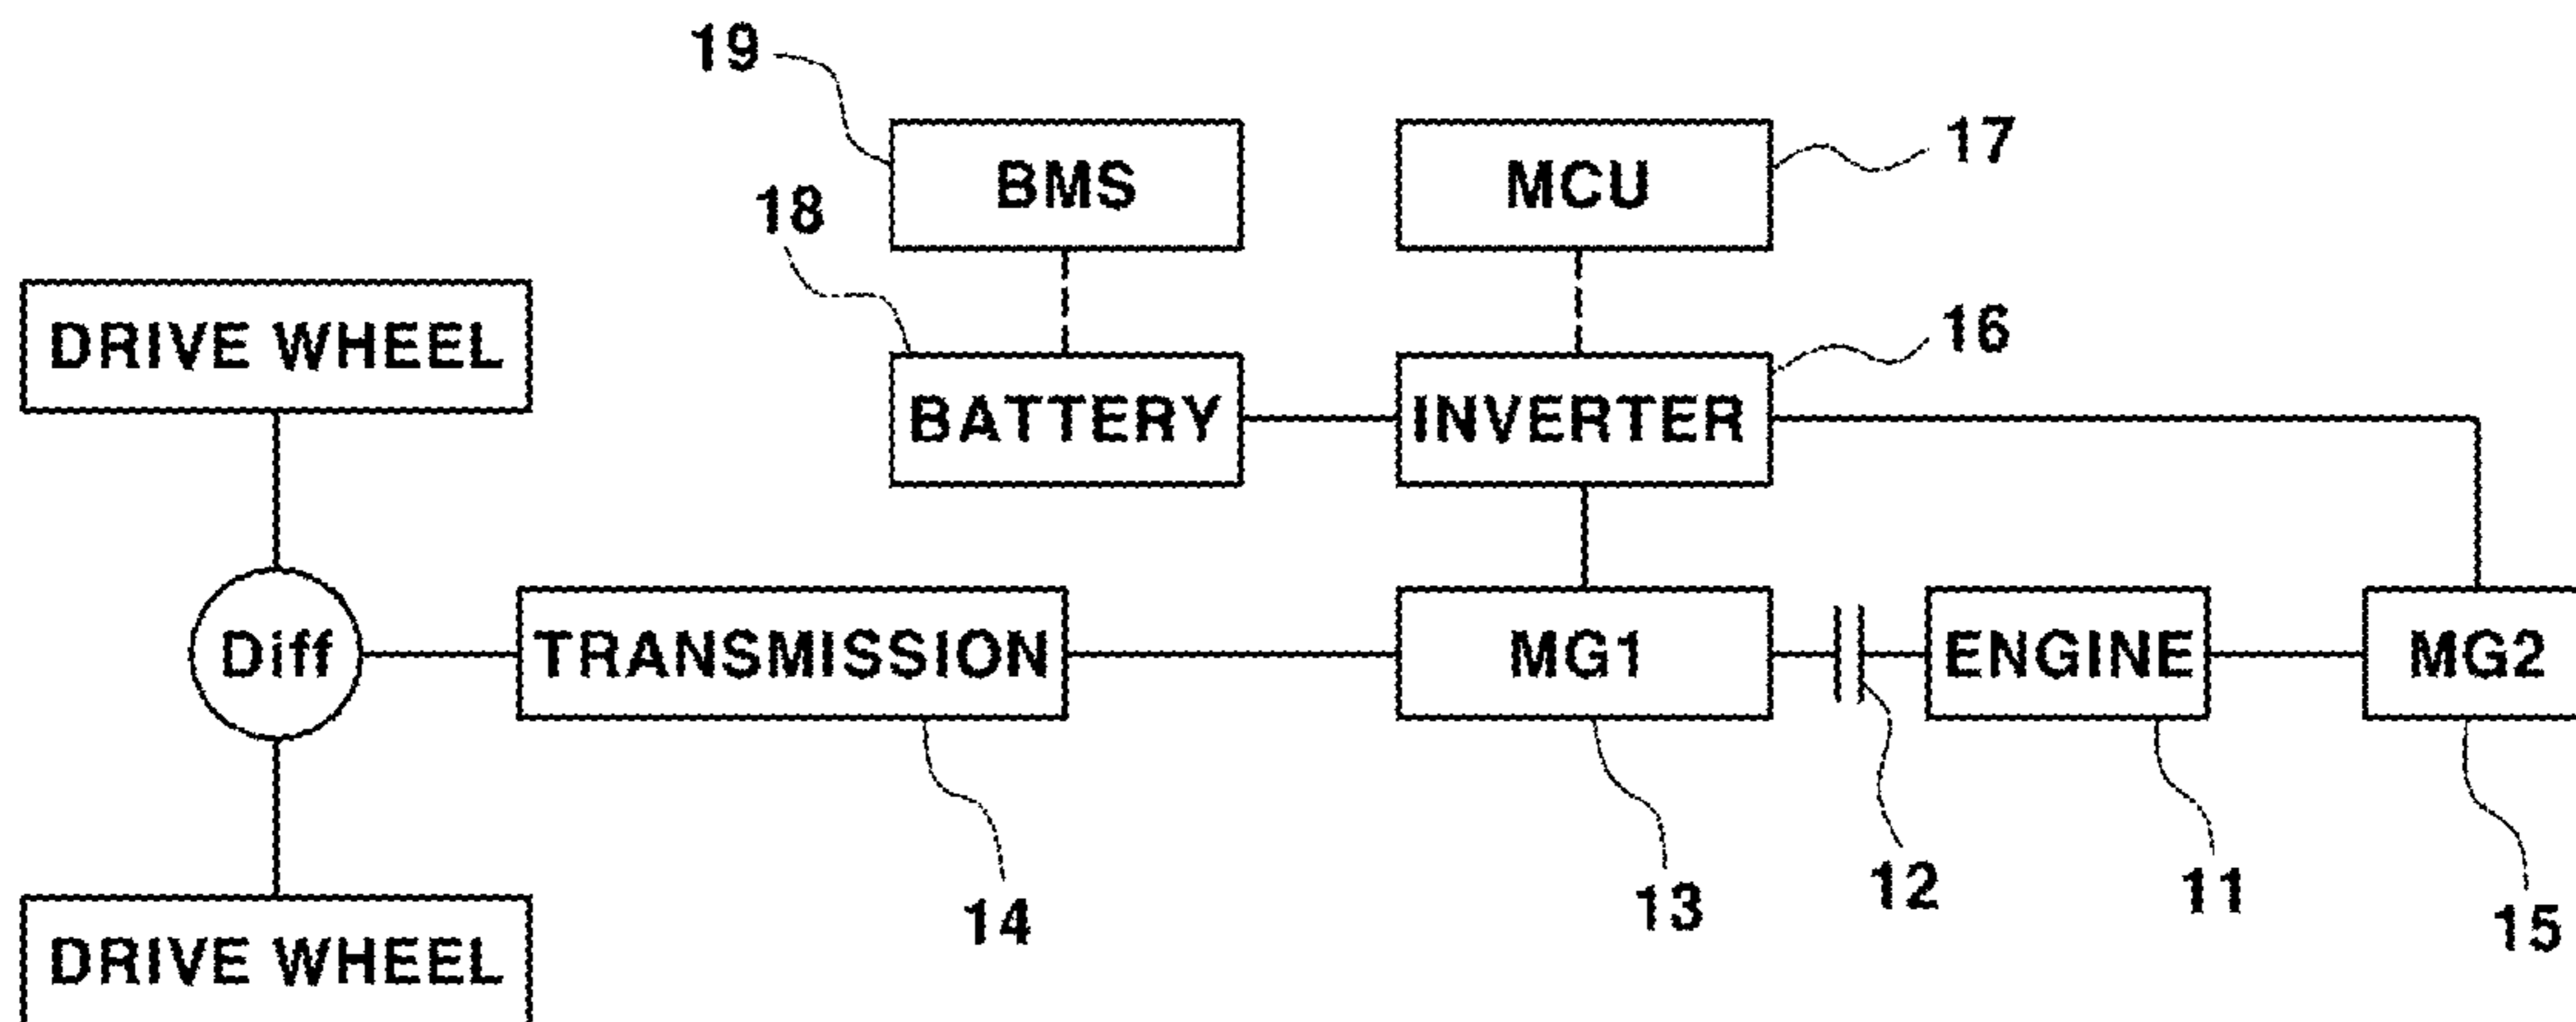 19
BMS
MCU
17
18
DRIVE WHEEL
16
BATTERY
INVERTER
Diff
TRANSMISSION
MG1
ENGINE
MG2
14
13
12
11
15
DRIVE WHEEL